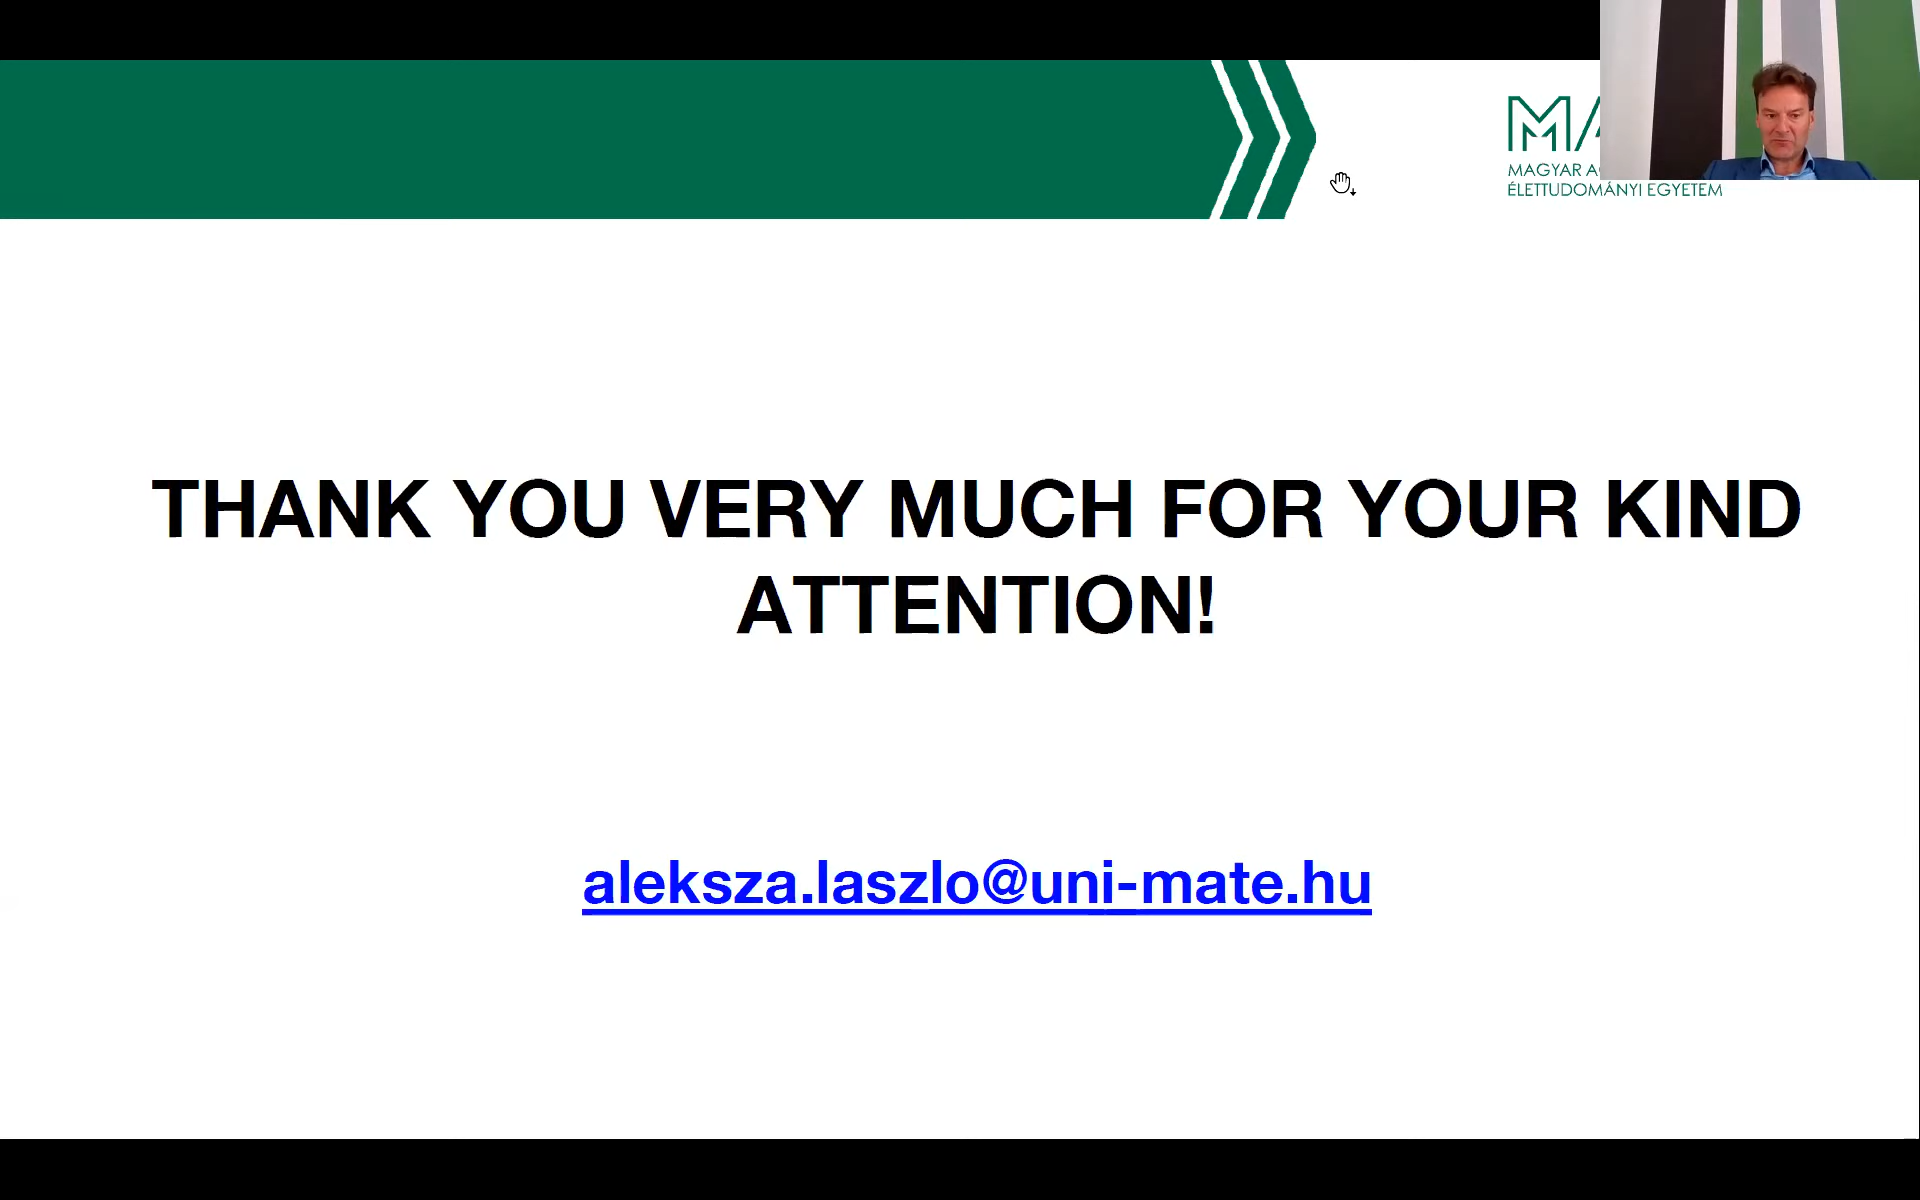 MAGYAR
ÉLETTUDOMÁNYI EGYETEM
THANK YOU VERY MUCH FOR YOUR KIND
ATTENTION!
aleksza.laszlo@uni-mate.hu